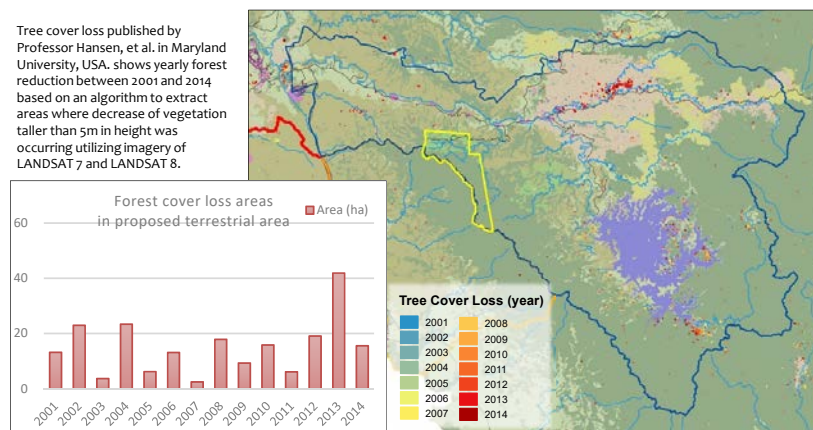 Tree cover loss published by
Professor Hansen, et al. in Maryland
University, USA. shows yearly forest
reduction between 2001 and 2014
based on an algorithm to extract
areas where decrease of vegetation
taller than 5m in height was
occurring utilizing imagery of
LANDSAT 7 and LANDSAT 8.
Forest cover loss areas
in proposed terrestrial area
Area (ha)
60
40
20
0
2001
2002
2003
2004
2005
2006
2007
2008
2009
2010
2011
2012
2013
2014
Tree Cover Loss (year)
2001
2002
2003
2004
2005
2006
2007
2008
2009
2010
2011
2012
2013
2014